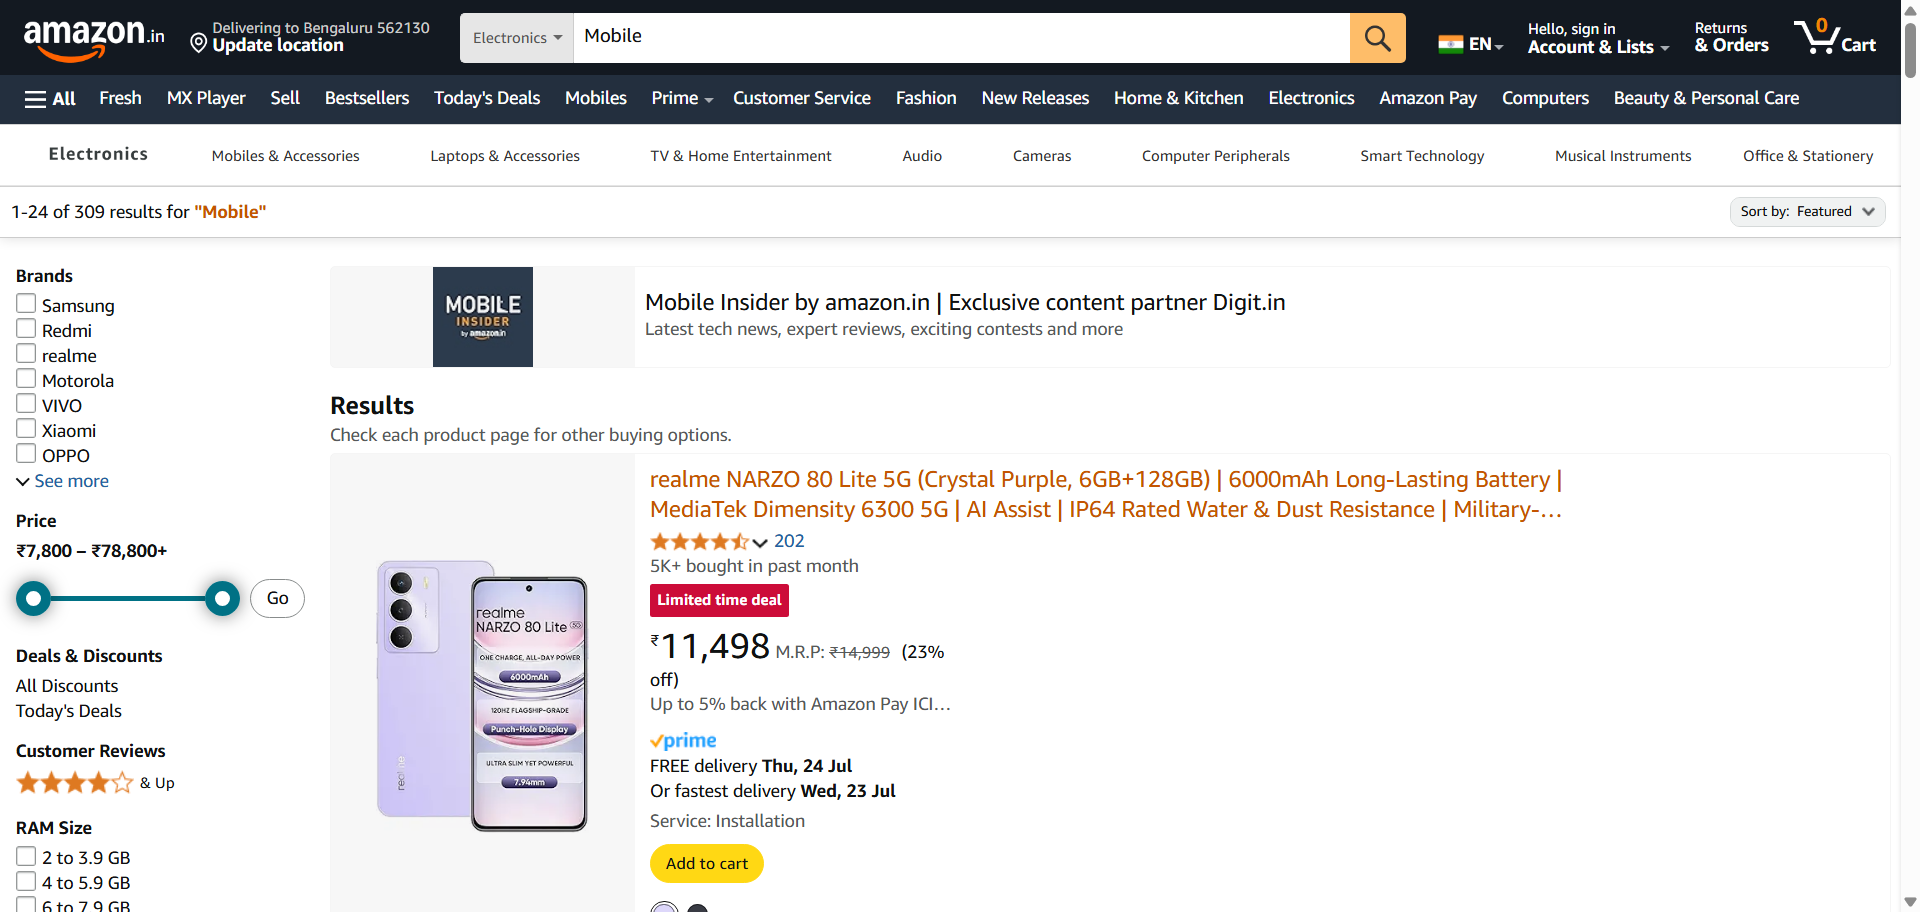 amazon.in
Delivering to Bengaluru 562130
Update location
Electronics
Mobile
EN
Hello, sign in
Account & Lists
Returns
& Orders
0
Cart
All
Fresh
MX Player
Sell
Bestsellers
Today's Deals
Mobiles
Prime
Customer Service
Fashion
New Releases
Home & Kitchen
Electronics
Amazon Pay
Computers
Beauty & Personal Care
Electronics
Mobiles & Accessories
Laptops & Accessories
TV & Home Entertainment
Audio
Cameras
Computer Peripherals
Smart Technology
Musical Instruments
Office & Stationery
1-24 of 309 results for "Mobile"
Sort by: Featured
Brands
Samsung
Redmi
realme
Motorola
VIVO
Xiaomi
OPPO
See more
Price
₹7,800 – ₹78,800+
Go
Deals & Discounts
All Discounts
Today's Deals
Customer Reviews
& Up
RAM Size
2 to 3.9 GB
4 to 5.9 GB
6 to 7.9 GB
MOBILE
INSIDER
by amazon.in
Mobile Insider by amazon.in | Exclusive content partner Digit.in
Latest tech news, expert reviews, exciting contests and more
Results
Check each product page for other buying options.
realme
realme
NARZO 80 Lite 5G
ONE CHARGE, ALL-DAY POWER
6000mAh
120HZ FLAGSHIP-GRADE
Punch-Hole Display
ULTRA SLIM YET POWERFUL
7.94mm
realme NARZO 80 Lite 5G (Crystal Purple, 6GB+128GB) | 6000mAh Long-Lasting Battery |
MediaTek Dimensity 6300 5G | AI Assist | IP64 Rated Water & Dust Resistance | Military-…
202
5K+ bought in past month
Limited time deal
₹11,498 M.R.P: ₹14,999 (23%
off)
Up to 5% back with Amazon Pay ICI…
prime
FREE delivery Thu, 24 Jul
Or fastest delivery Wed, 23 Jul
Service: Installation
Add to cart